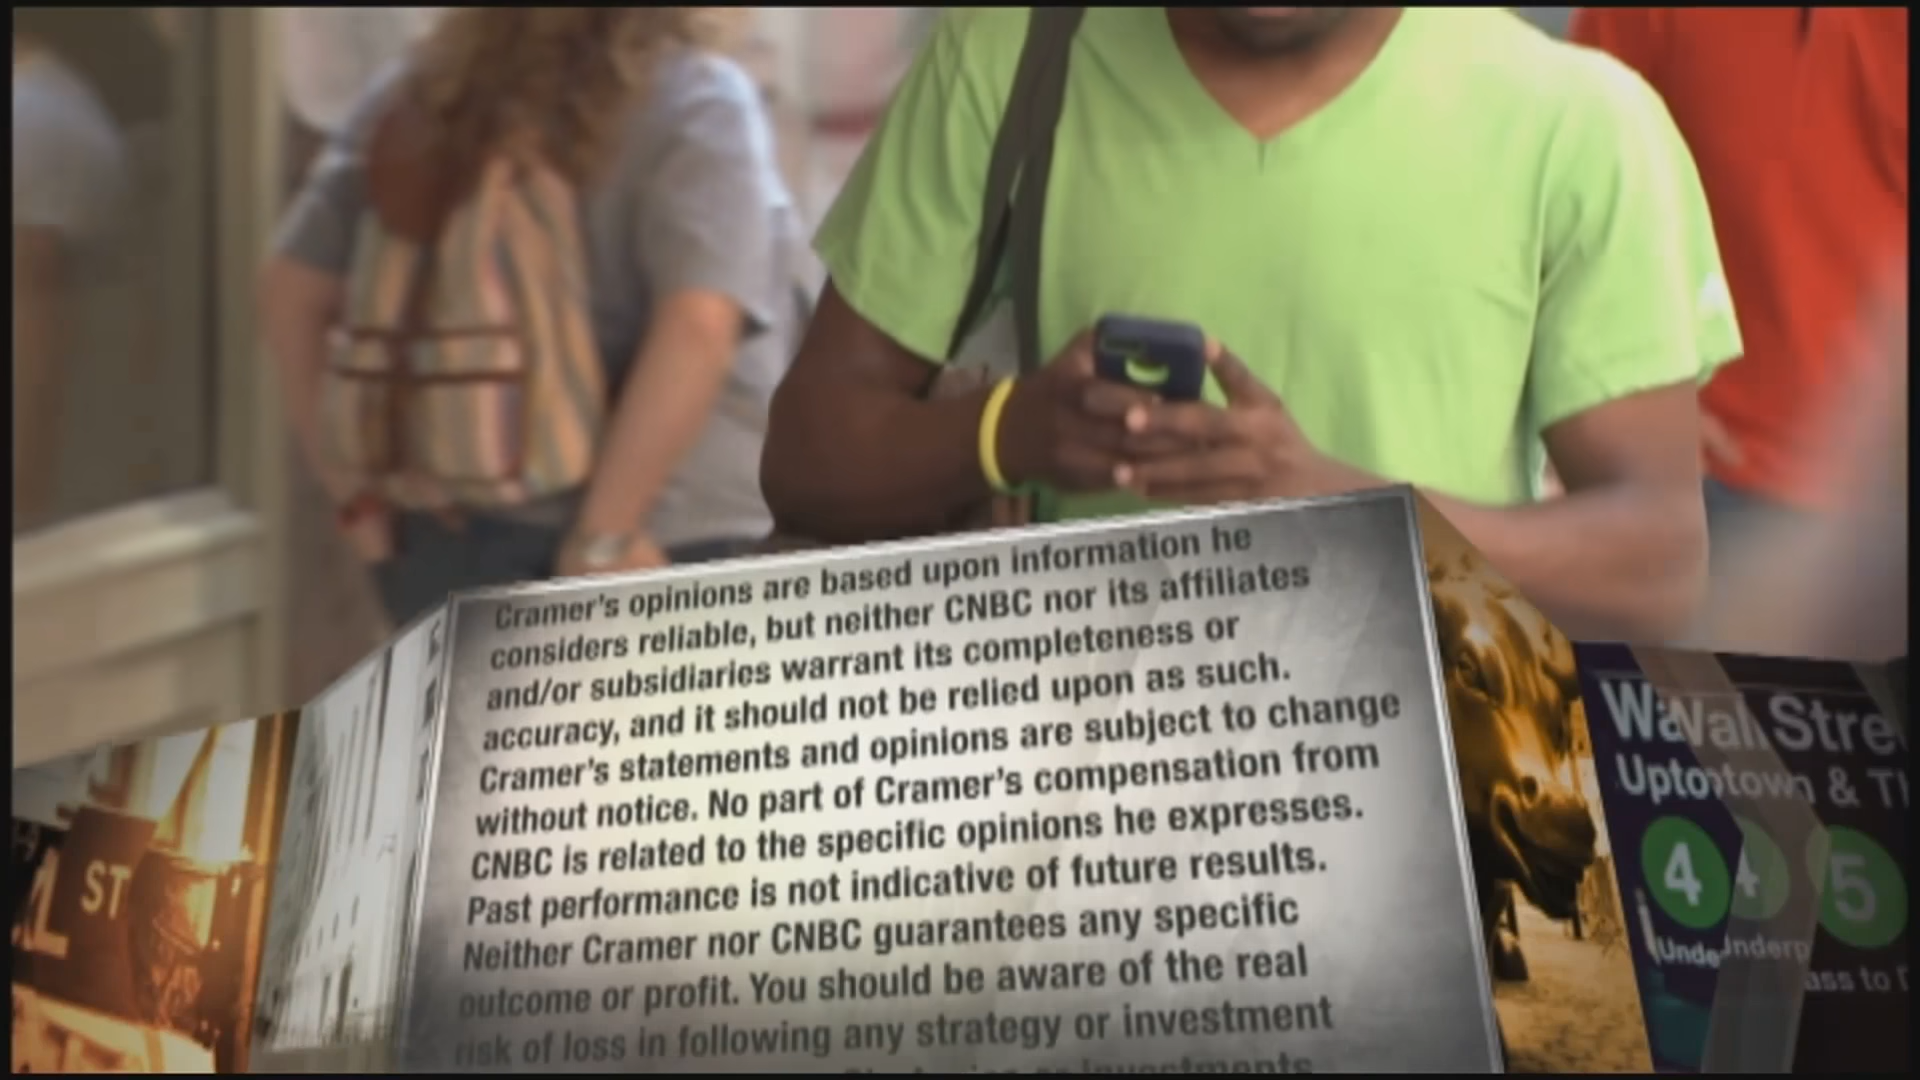 Cramer's opinions are based upon information he
considers reliable, but neither CNBC nor its affiliates
and/or subsidiaries warrant its completeness or
accuracy, and it should not be relied upon as such.
Cramer's statements and opinions are subject to change
without notice. No part of Cramer's compensation from
CNBC is related to the specific opinions he expresses.
Past performance is not indicative of future results.
Neither Cramer nor CNBC guarantees any specific
outcome or profit. You should be aware of the real
risk of loss in following any strategy or investment
investments
ST
Wall Stre
Uptown & Th
4
5
Underp
ass to